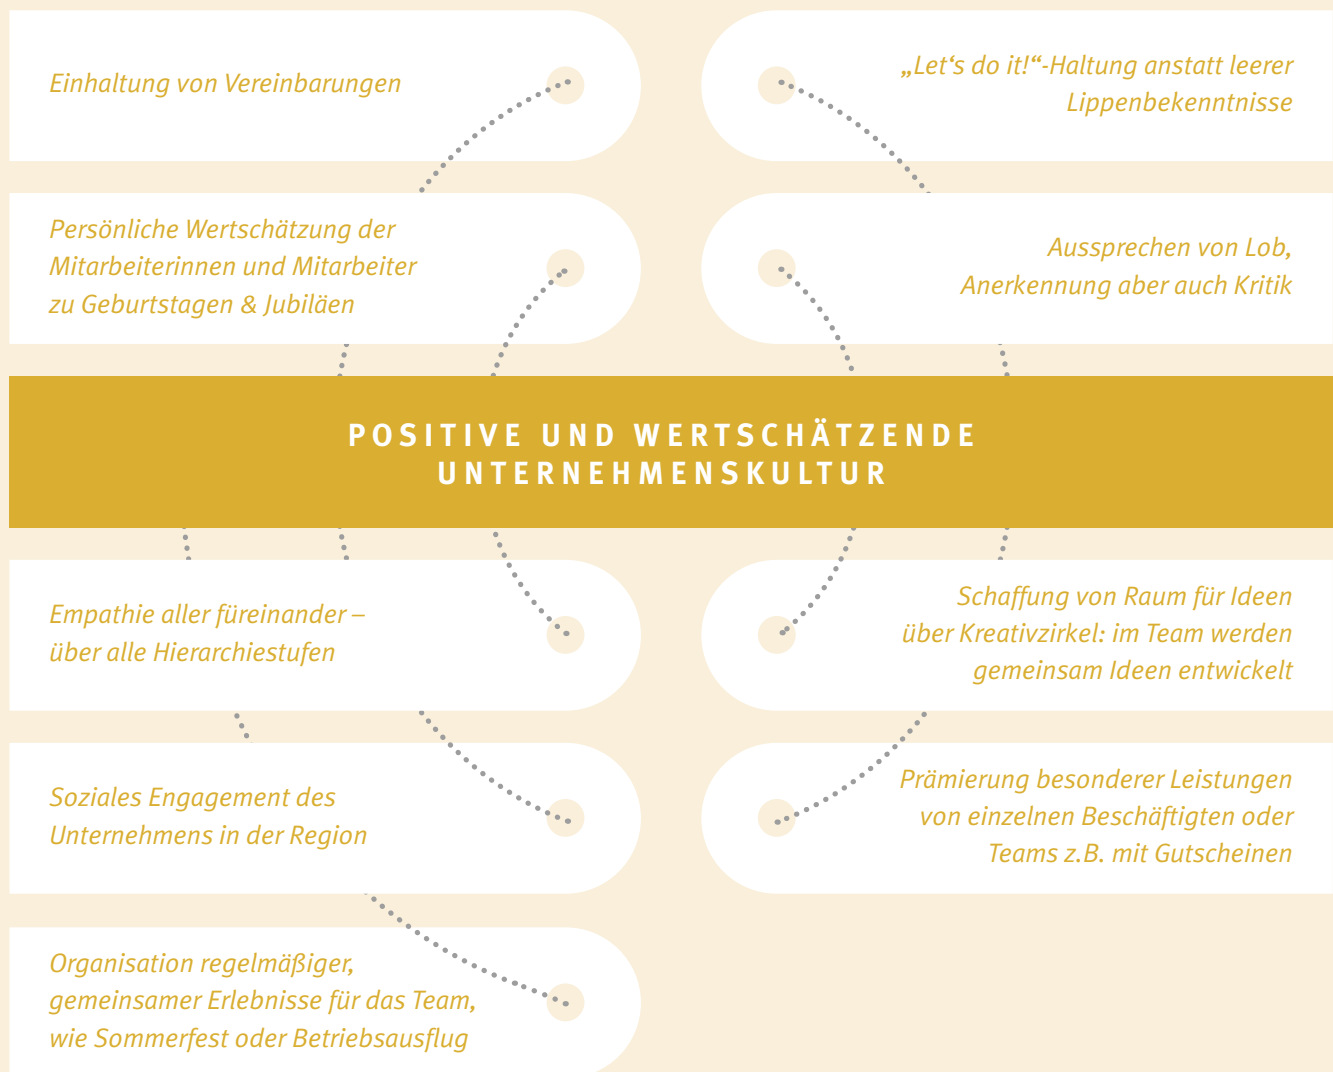 Einhaltung von Vereinbarungen
„Let‘s do it!“-Haltung anstatt leerer
Lippenbekenntnisse
Persönliche Wertschätzung der
Mitarbeiterinnen und Mitarbeiter
zu Geburtstagen & Jubiläen
Aussprechen von Lob,
Anerkennung aber auch Kritik
POSITIVE UND WERTSCHÄTZENDE
UNTERNEHMENSKULTUR
Empathie aller füreinander –
über alle Hierarchiestufen
Schaffung von Raum für Ideen
über Kreativzirkel: im Team werden
gemeinsam Ideen entwickelt
Soziales Engagement des
Unternehmens in der Region
Prämierung besonderer Leistungen
von einzelnen Beschäftigten oder
Teams z.B. mit Gutscheinen
Organisation regelmäßiger,
gemeinsamer Erlebnisse für das Team,
wie Sommerfest oder Betriebsausflug